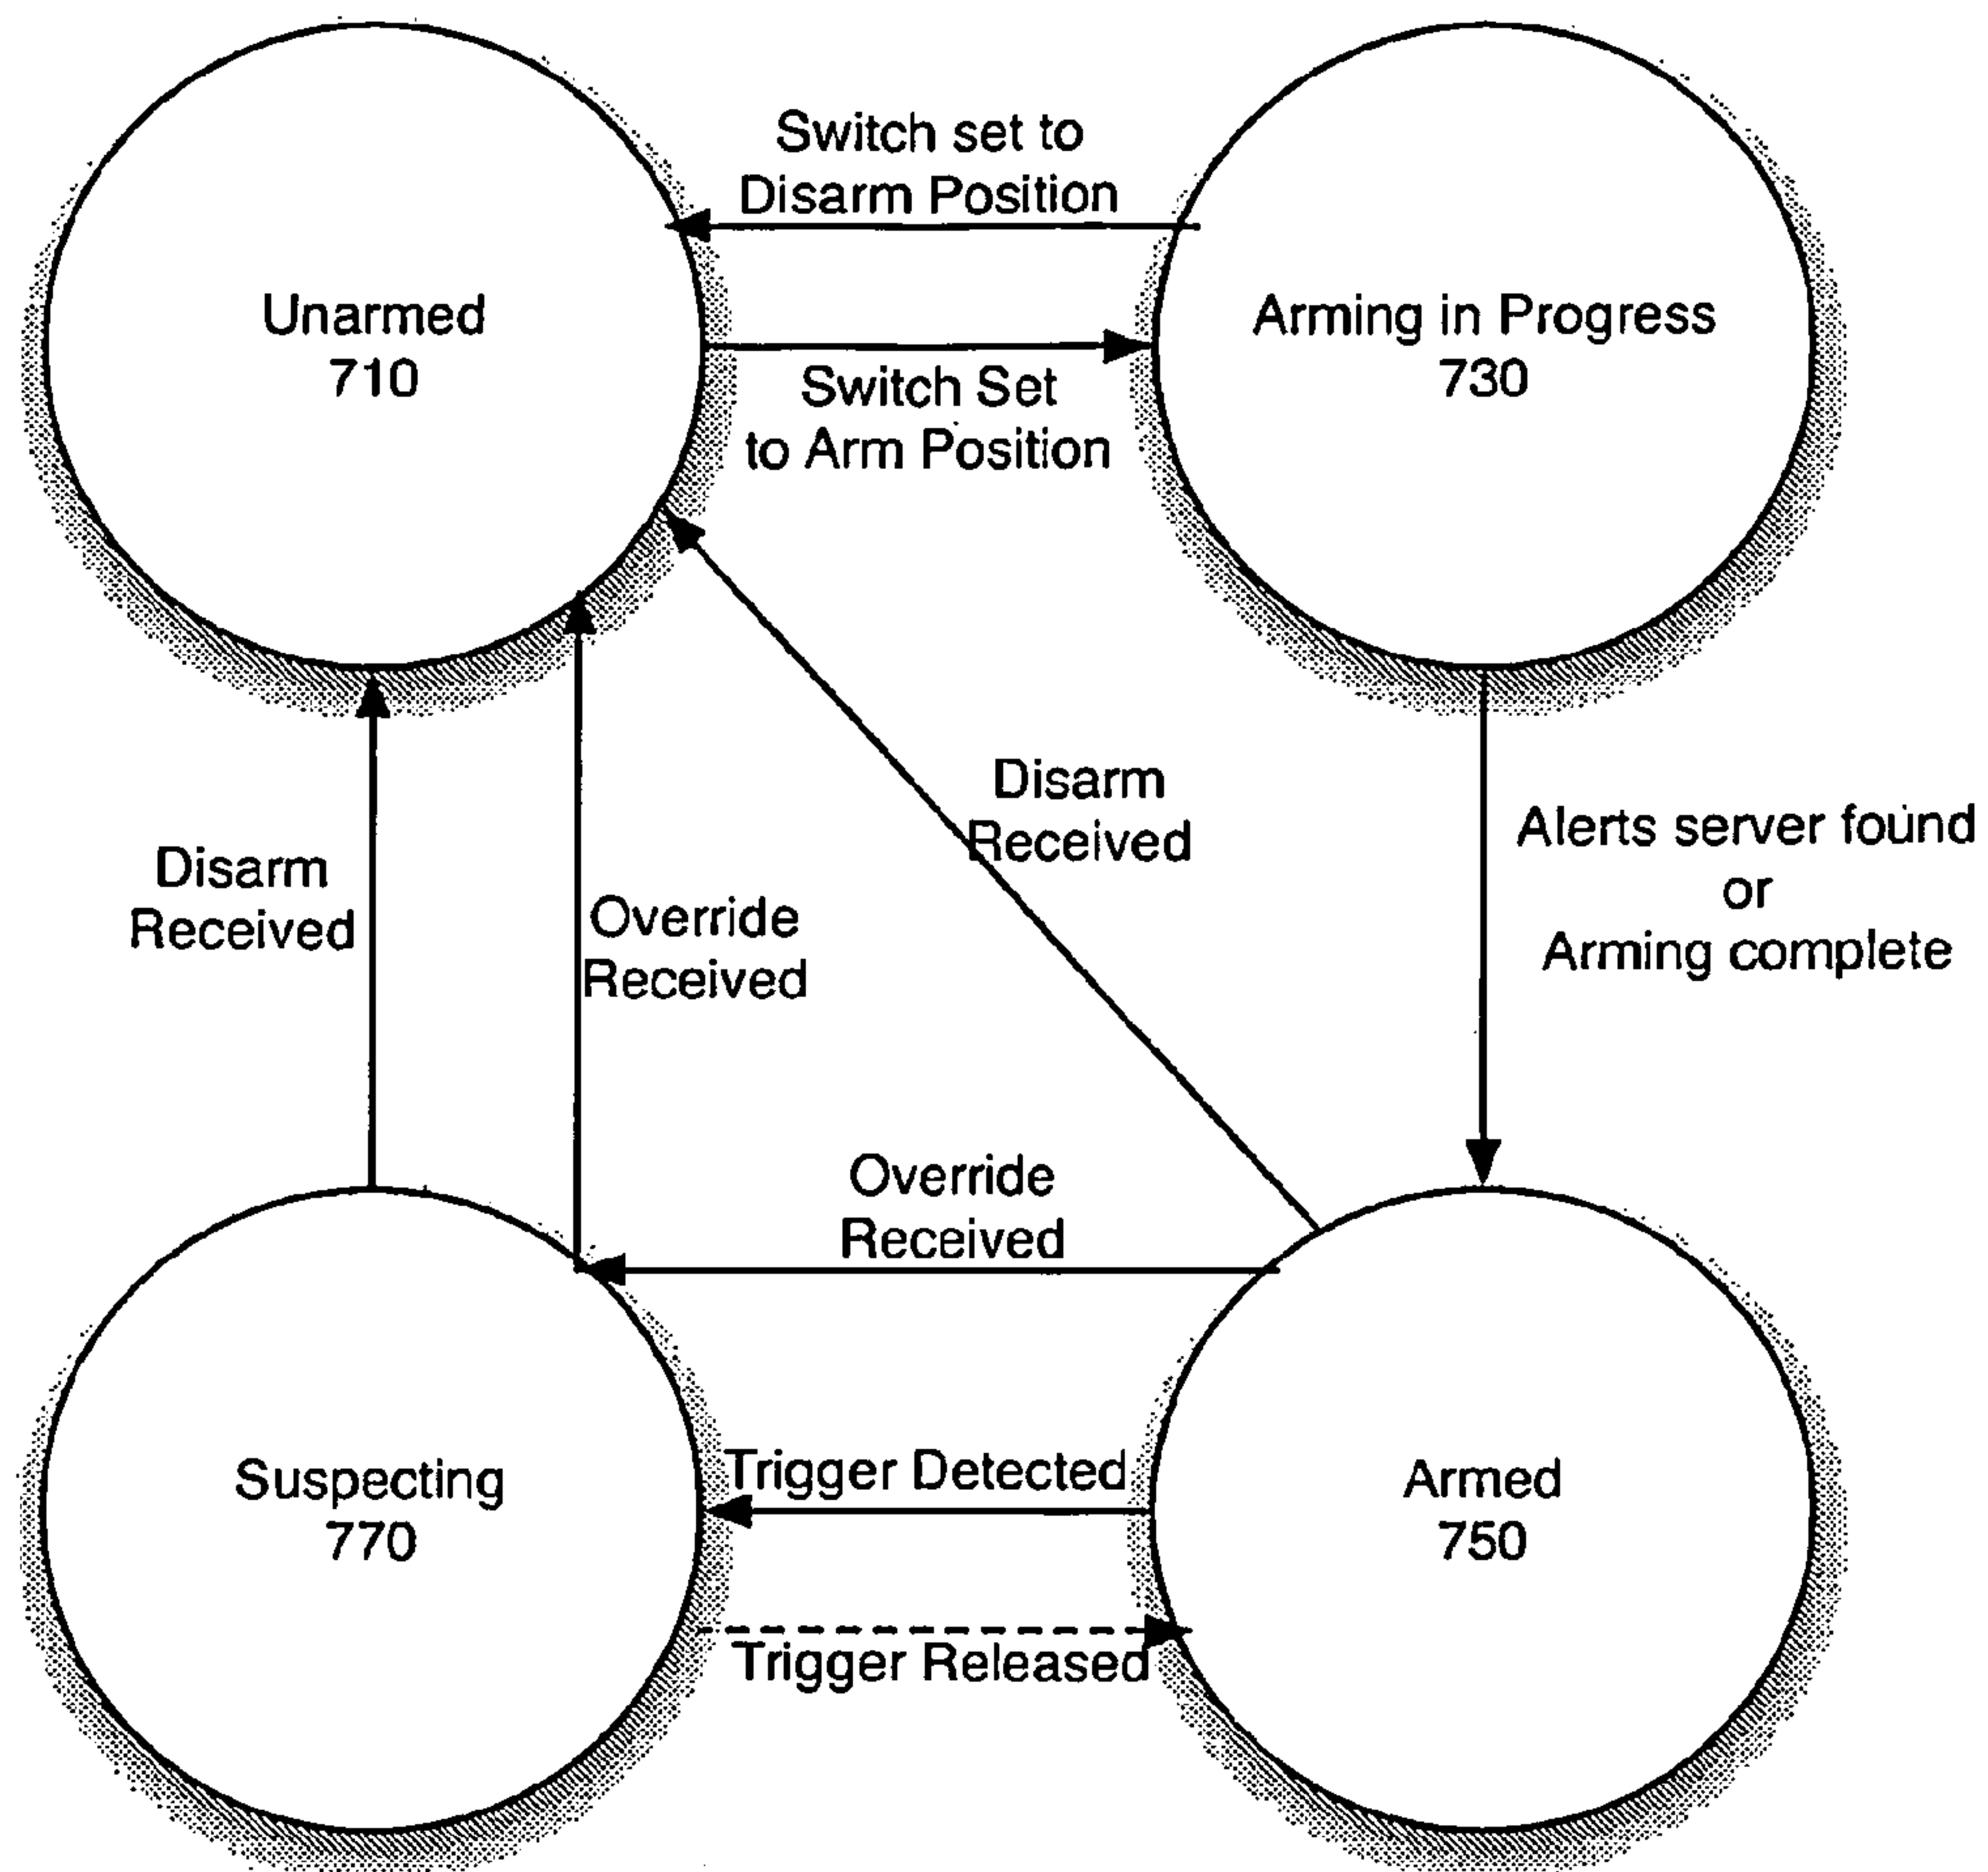 Switch set to
Disarm Position
Unarmed
710
Arming in Progress
730
Switch Set
to Arm Position
Disarm
Received
Alerts server found
or
Arming complete
Disarm
Received
Override
Received
Override
Received
Suspecting
770
Trigger Detected
Armed
750
Trigger Released